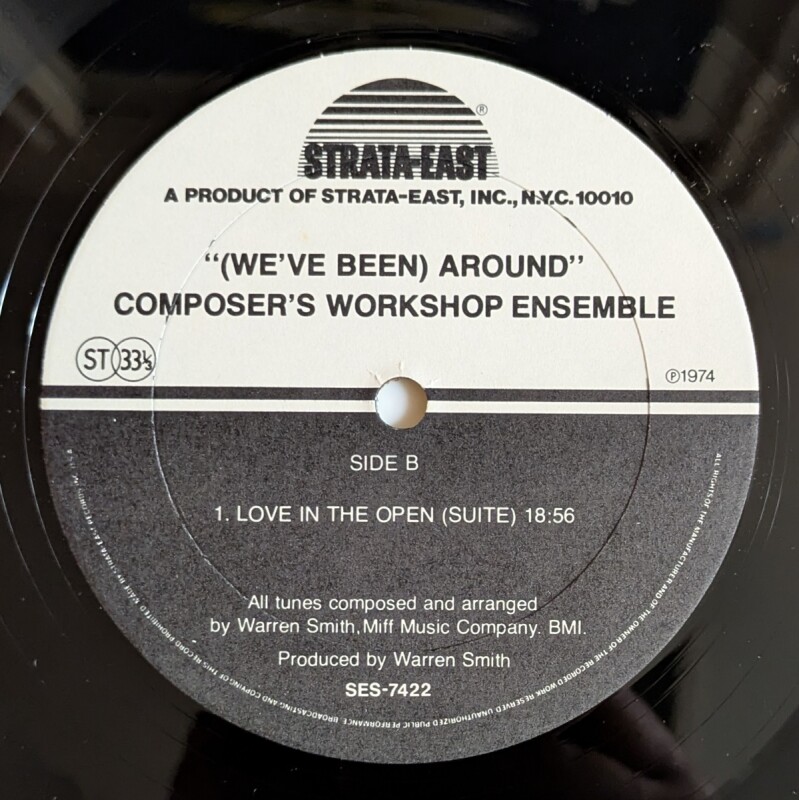 STRATA-EAST ®
A PRODUCT OF STRATA-EAST, INC., N.Y.C. 10010
“(WE'VE BEEN) AROUND”
COMPOSER'S WORKSHOP ENSEMBLE
ST 33⅓
℗1974
SIDE B
1. LOVE IN THE OPEN (SUITE) 18:56
All tunes composed and arranged
by Warren Smith, Miff Music Company. BMI.
Produced by Warren Smith
SES-7422
ALL RIGHTS OF THE MANUFACTURER AND OF THE OWNER OF THE RECORDED WORK RESERVED UNAUTHORIZED PUBLIC PERFORMANCE BROADCASTING AND COPYING OF THIS RECORD PROHIBITED